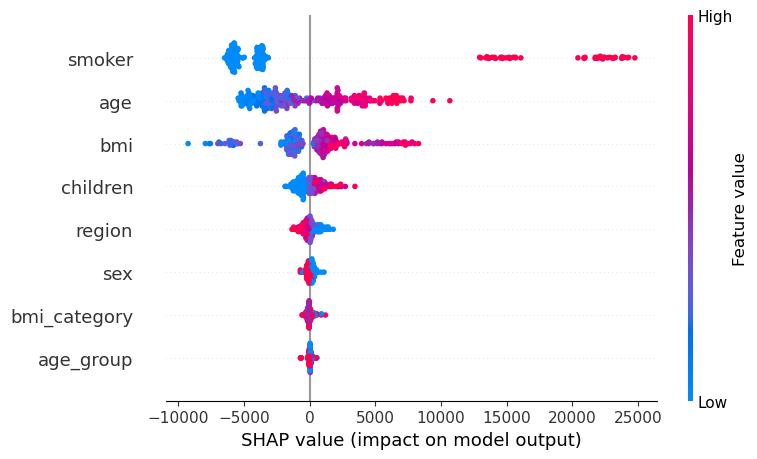 High
smoker
age
bmi
children
region
sex
bmi_category
age_group
Feature value
Low
−10000 −5000 0 5000 10000 15000 20000 25000
SHAP value (impact on model output)